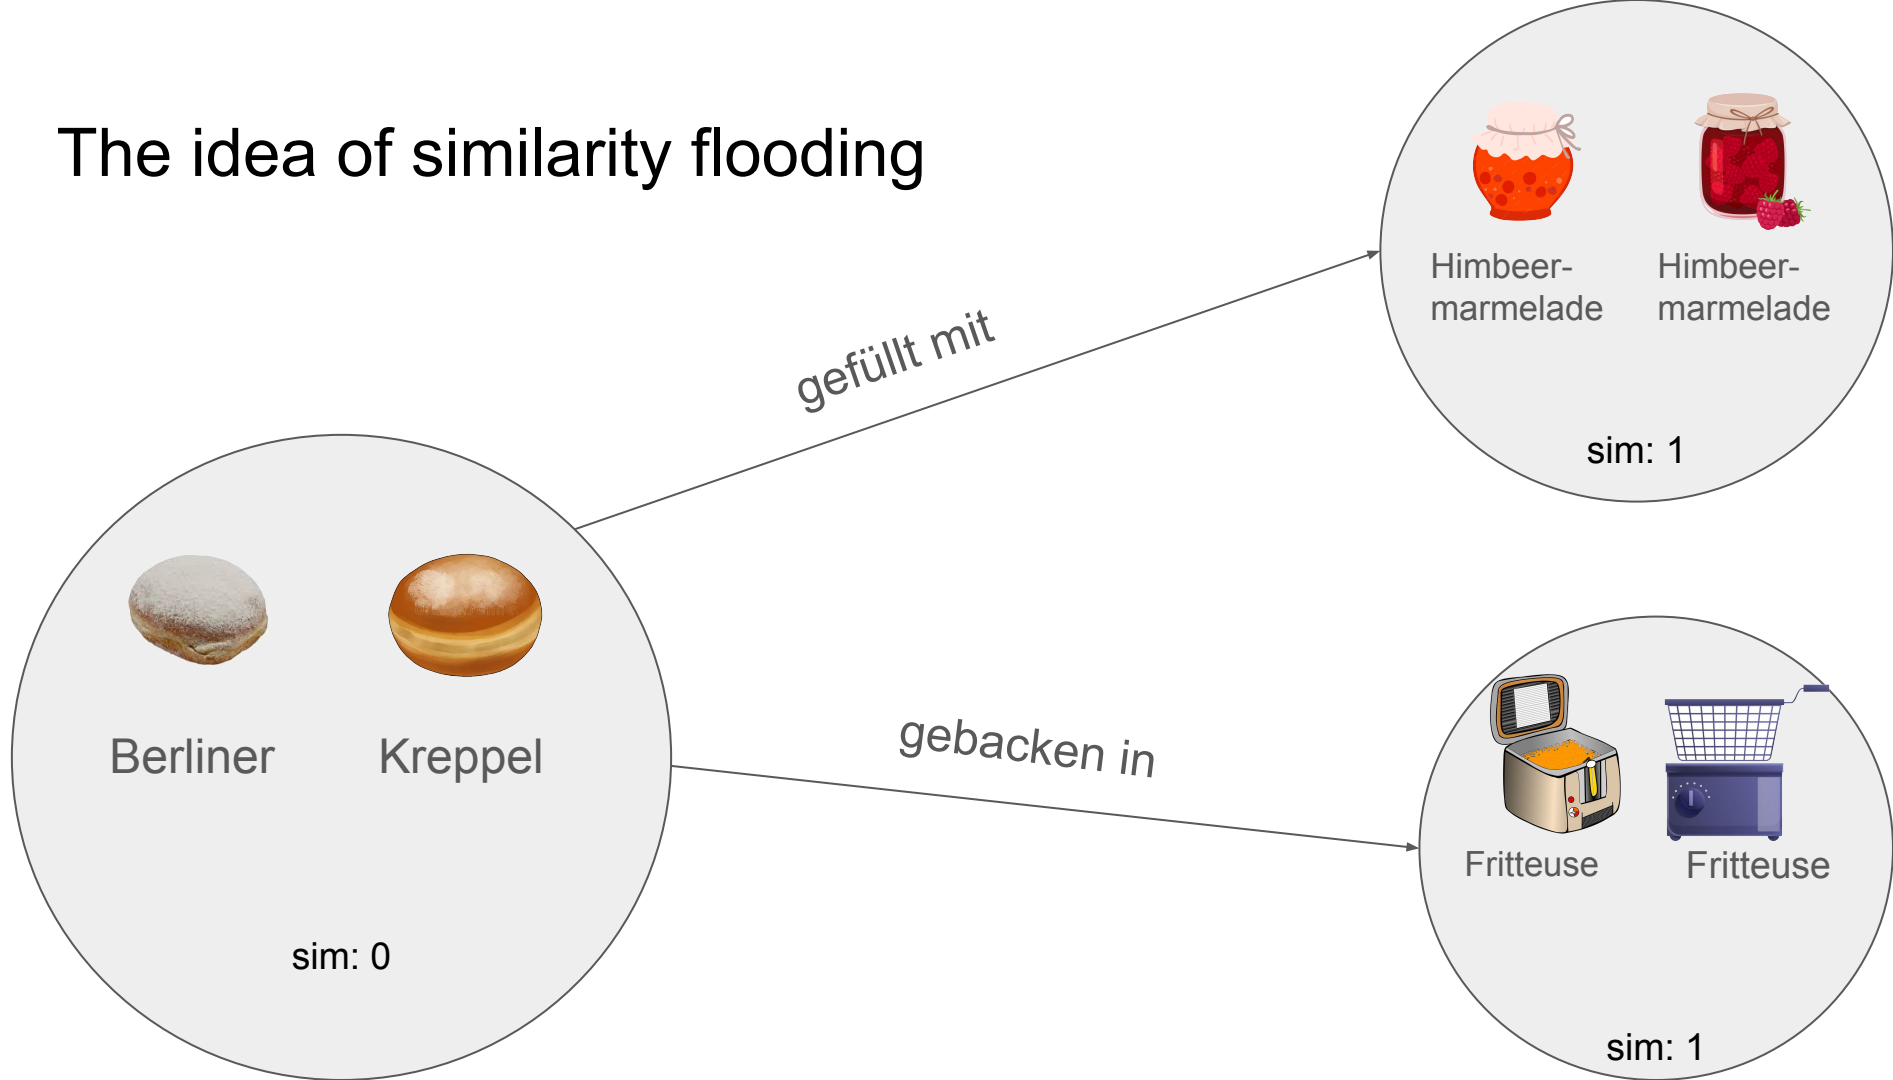 The idea of similarity flooding
Himbeer-
marmelade
Himbeer-
marmelade
sim: 1
gefüllt mit
Berliner
Kreppel
sim: 0
gebacken in
Fritteuse
Fritteuse
sim: 1